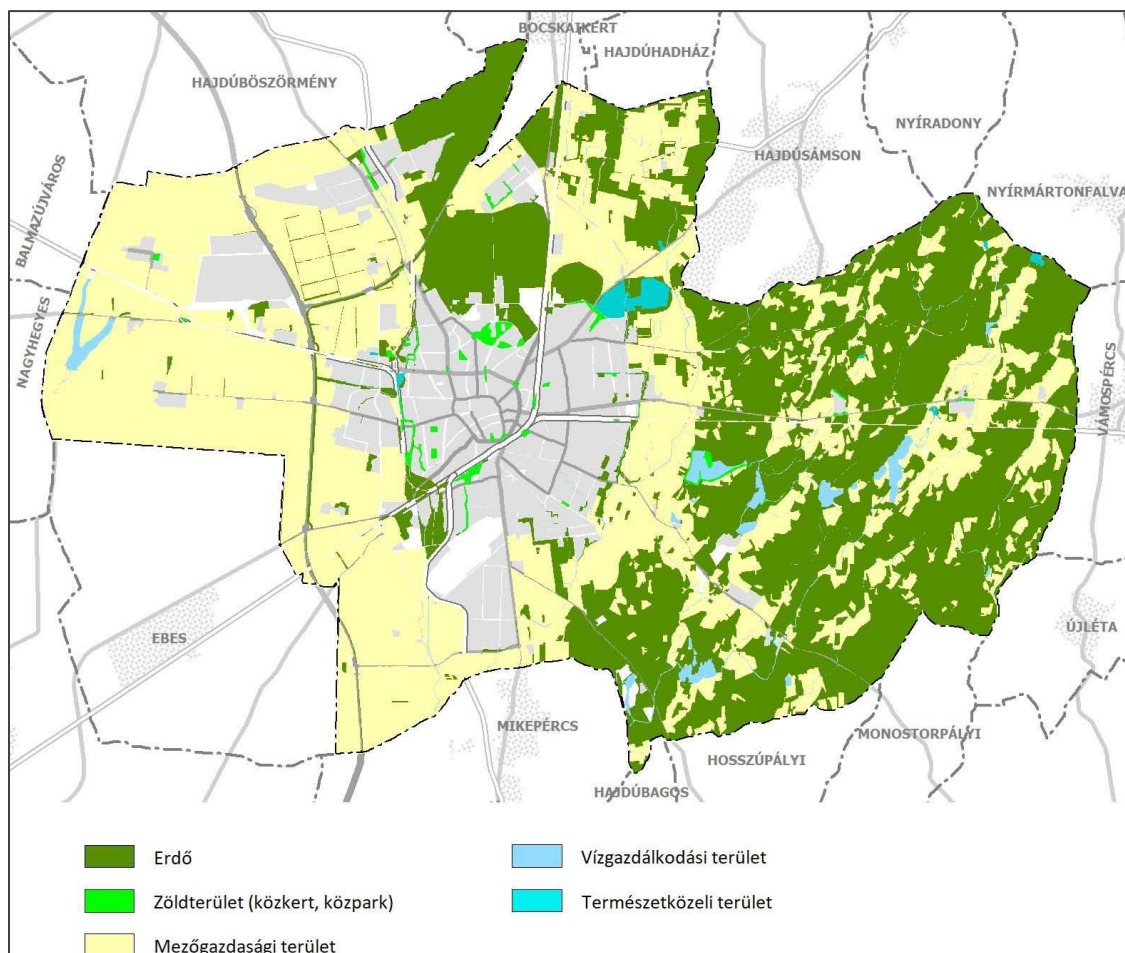 BOCSKAIKERT
HAJDÚHADHÁZ
HAJDÚBÖSZÖRMÉNY
NYÍRADONY
HAJDÚSÁMSON
NYÍRMÁRTONFALVA
BALMAZÚJVÁROS
NAGYHEGYES
VÁMOSPÉRCS
EBES
ÚJLÉTA
MIKEPÉRCS
MONOSTORPÁLYI
HOSSZÚPÁLYI
HAJDÚBAGOS
Erdő
Vízgazdálkodási terület
Zöldterület (közkert, közpark)
Természetközeli terület
Mezőgazdasági terület